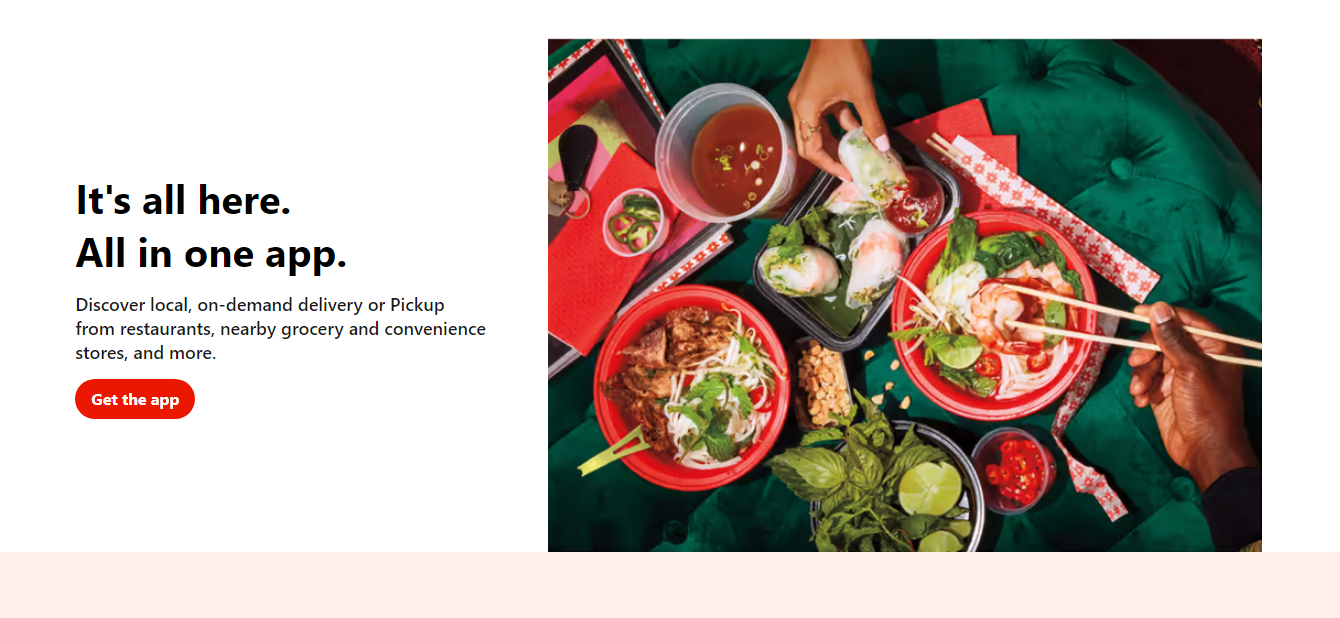 It's all here.
All in one app.
Discover local, on-demand delivery or Pickup
from restaurants, nearby grocery and convenience
stores, and more.
Get the app